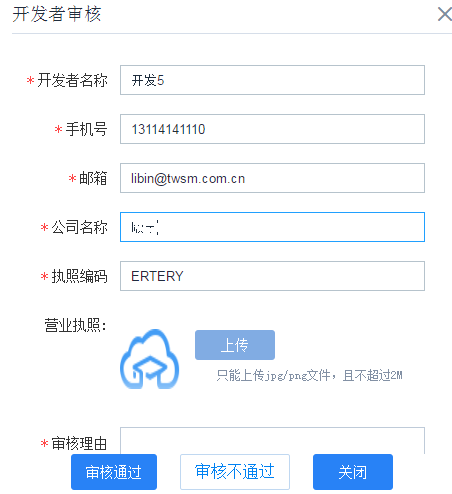 开发者审核
*开发者名称 开发5
*手机号 13114141110
*邮箱 libin@twsm.com.cn
*公司名称
*执照编码 ERTERY
营业执照:
上传
只能上传jpg/png文件，且不超过2M
*审核理由
审核通过 审核不通过 关闭